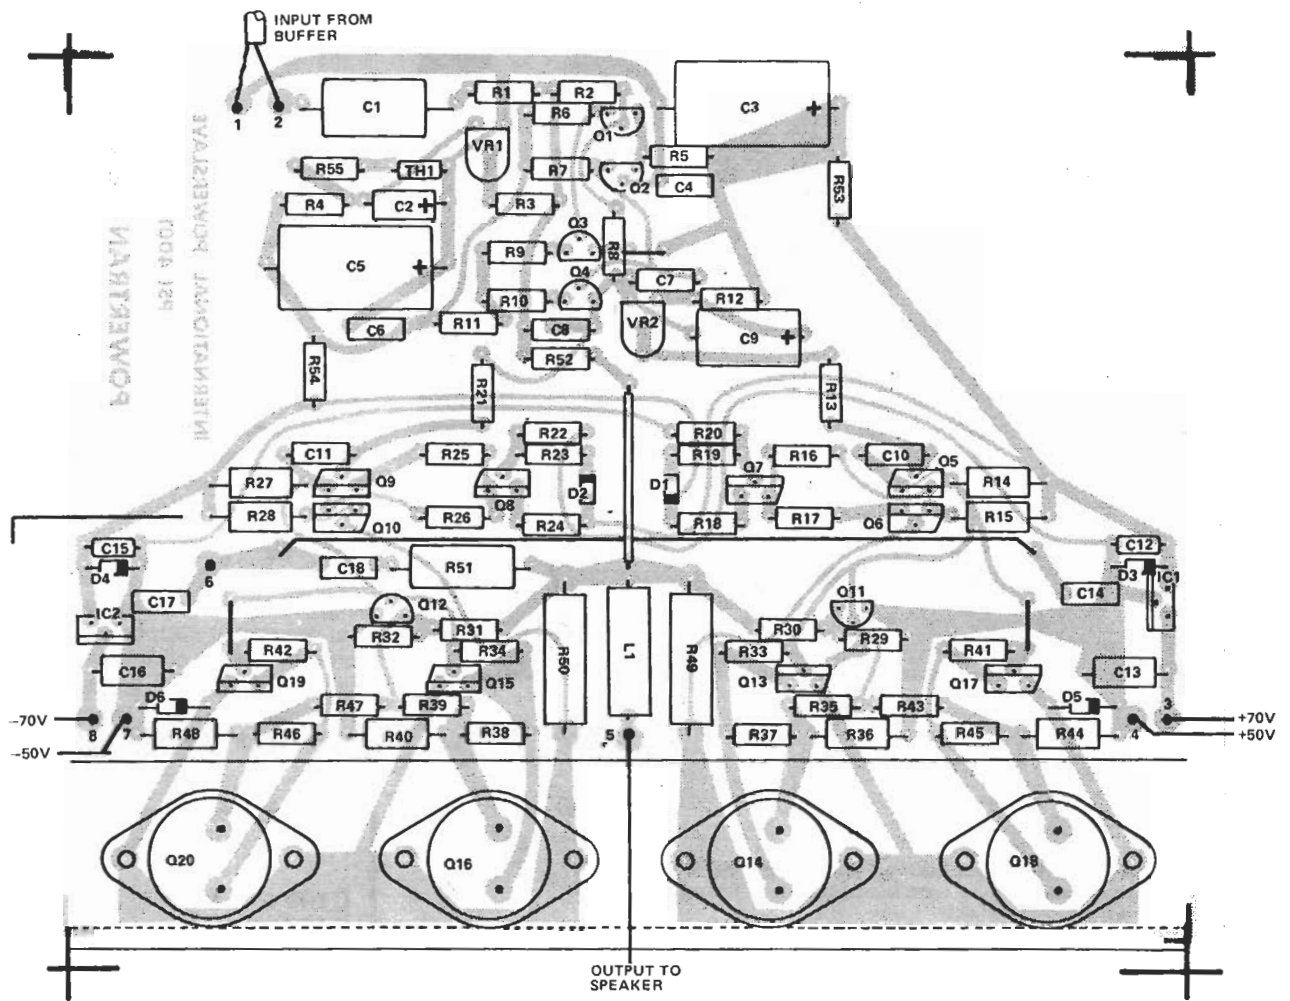 INPUT FROM
BUFFER
1
2
C1
R1
R2
R6
Q1
C3
+
VR1
R55
TH1
R7
Q2
R5
C4
R53
R4
C2
+
R3
POWERTRAN
PSI 4001
INTERNATIONAL POWERSLAVE
C5
+
R9
Q3
R8
Q4
C7
R10
R12
C6
R11
C8
VR2
C9
+
R52
R54
R21
R13
R22
R20
C11
R25
R23
R19
R16
C10
R27
Q9
Q8
D2
D1
Q7
Q5
R14
R28
Q10
R26
R24
R18
R17
Q6
R15
C15
C12
D4
6
C18
R51
D3
IC1
C17
C14
IC2
Q12
Q11
R32
R31
R30
R29
R42
R34
R50
L1
R49
R33
R41
C16
Q19
Q15
Q13
Q17
C13
D6
R47
R39
R35
R43
D5
3
-70V
+70V
8
7
R48
R46
R40
R38
5
R37
R36
R45
R44
4
+50V
-50V
Q20
Q16
Q14
Q18
OUTPUT TO
SPEAKER